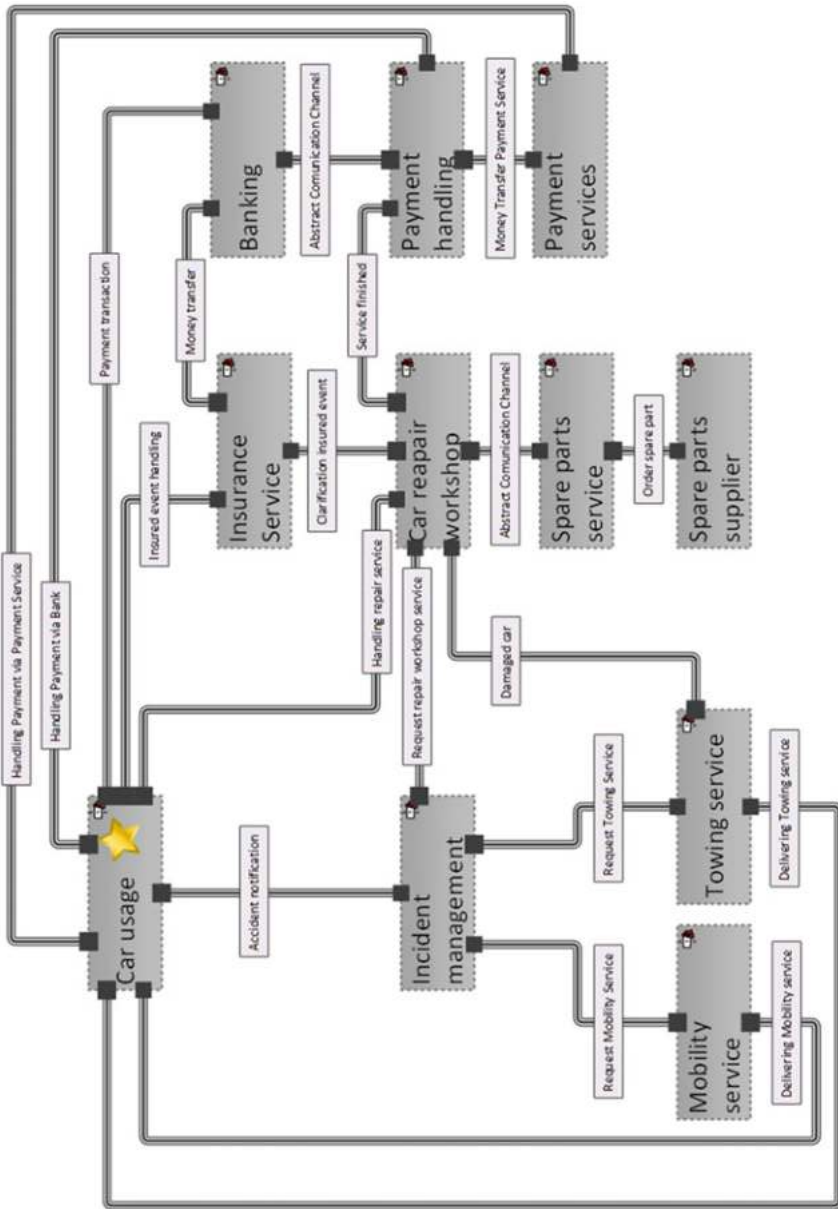 Handling Payment via Payment Service
Handling Payment via Bank
Payment transaction
Insured event handling
Money transfer
Car usage
Insurance
Service
Banking
Accident notification
Handling repair service
Clarification insured event
Service finished
Abstract Comunication Channel
Incident
management
Request repair workshop service
Car reapair
workshop
Payment
handling
Request Mobility Service
Request Towing Service
Damaged car
Abstract Comunication Channel
Money Transfer Payment Service
Spare parts
service
Payment
services
Order spare part
Mobility
service
Towing service
Spare parts
supplier
Delivering Mobility service
Delivering Towing service